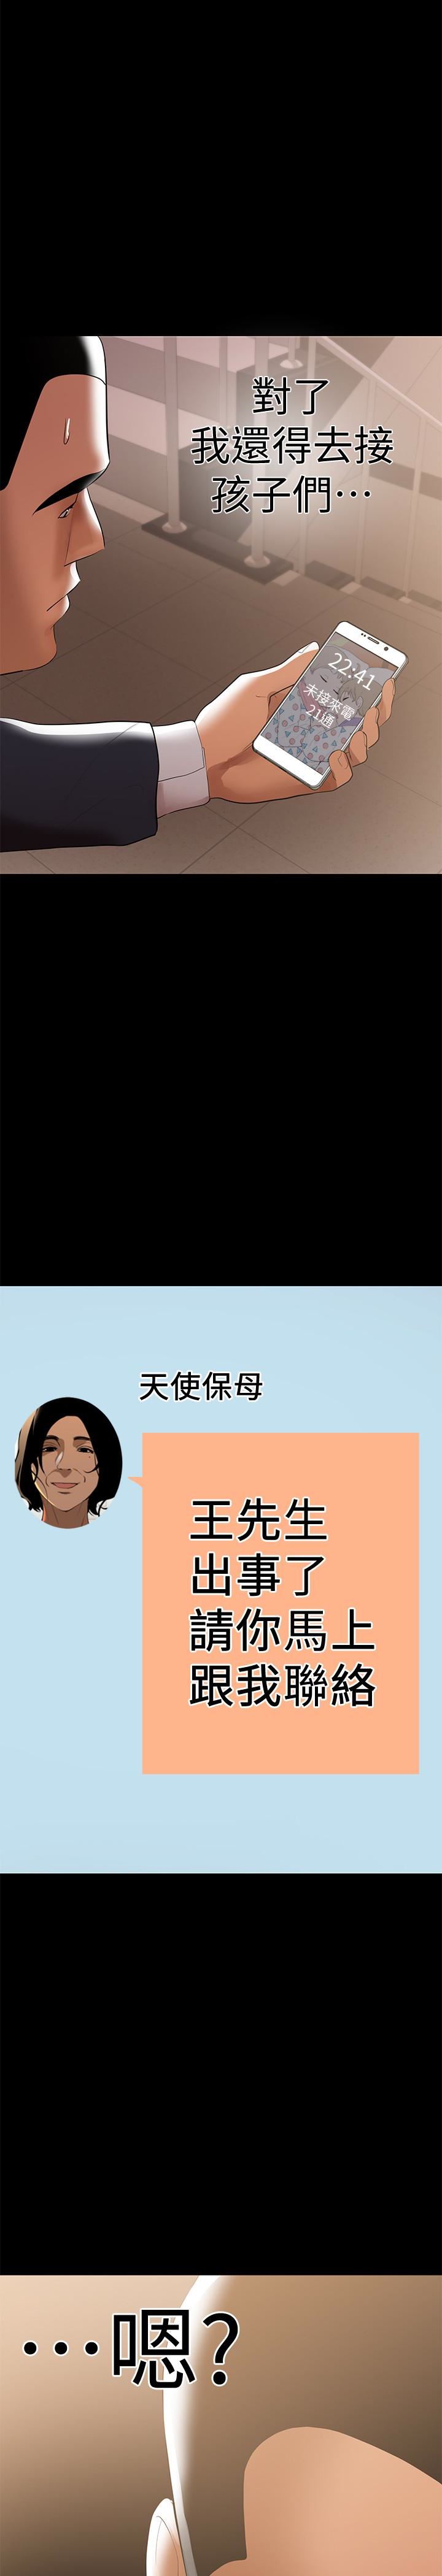 對了
我還得去接
孩子們…
22:41
未接來電
21通
天使保母
王先生
出事了
請你馬上
跟我聯絡
…嗯?